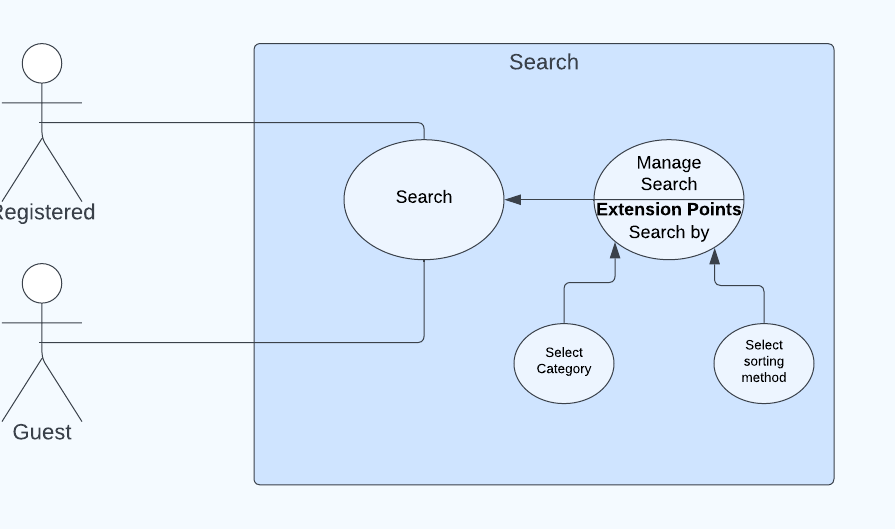 Search
Registered
Guest
Search
Manage
Search
Extension Points
Search by
Select
Category
Select
sorting
method